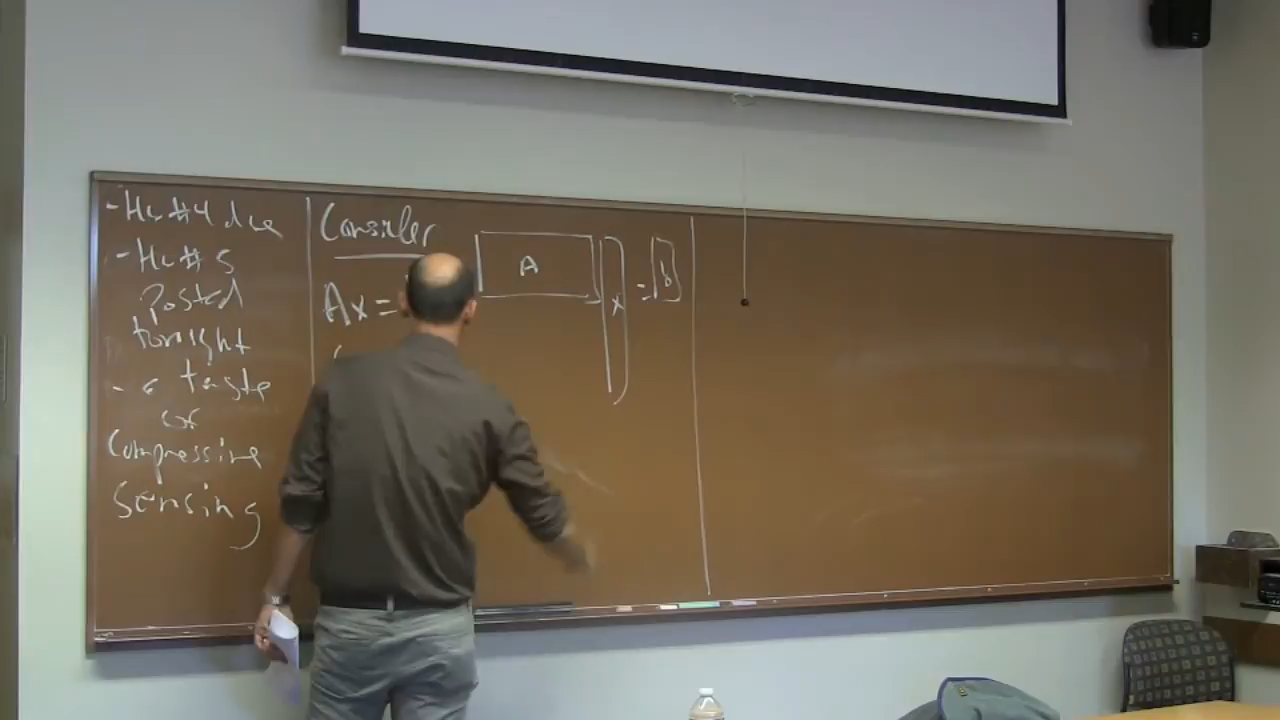 - Hw #4 due
- Hw #5
Posted
tonight
- a taste
of
Compressive
Sensing
Consider
Ax =
A x = b